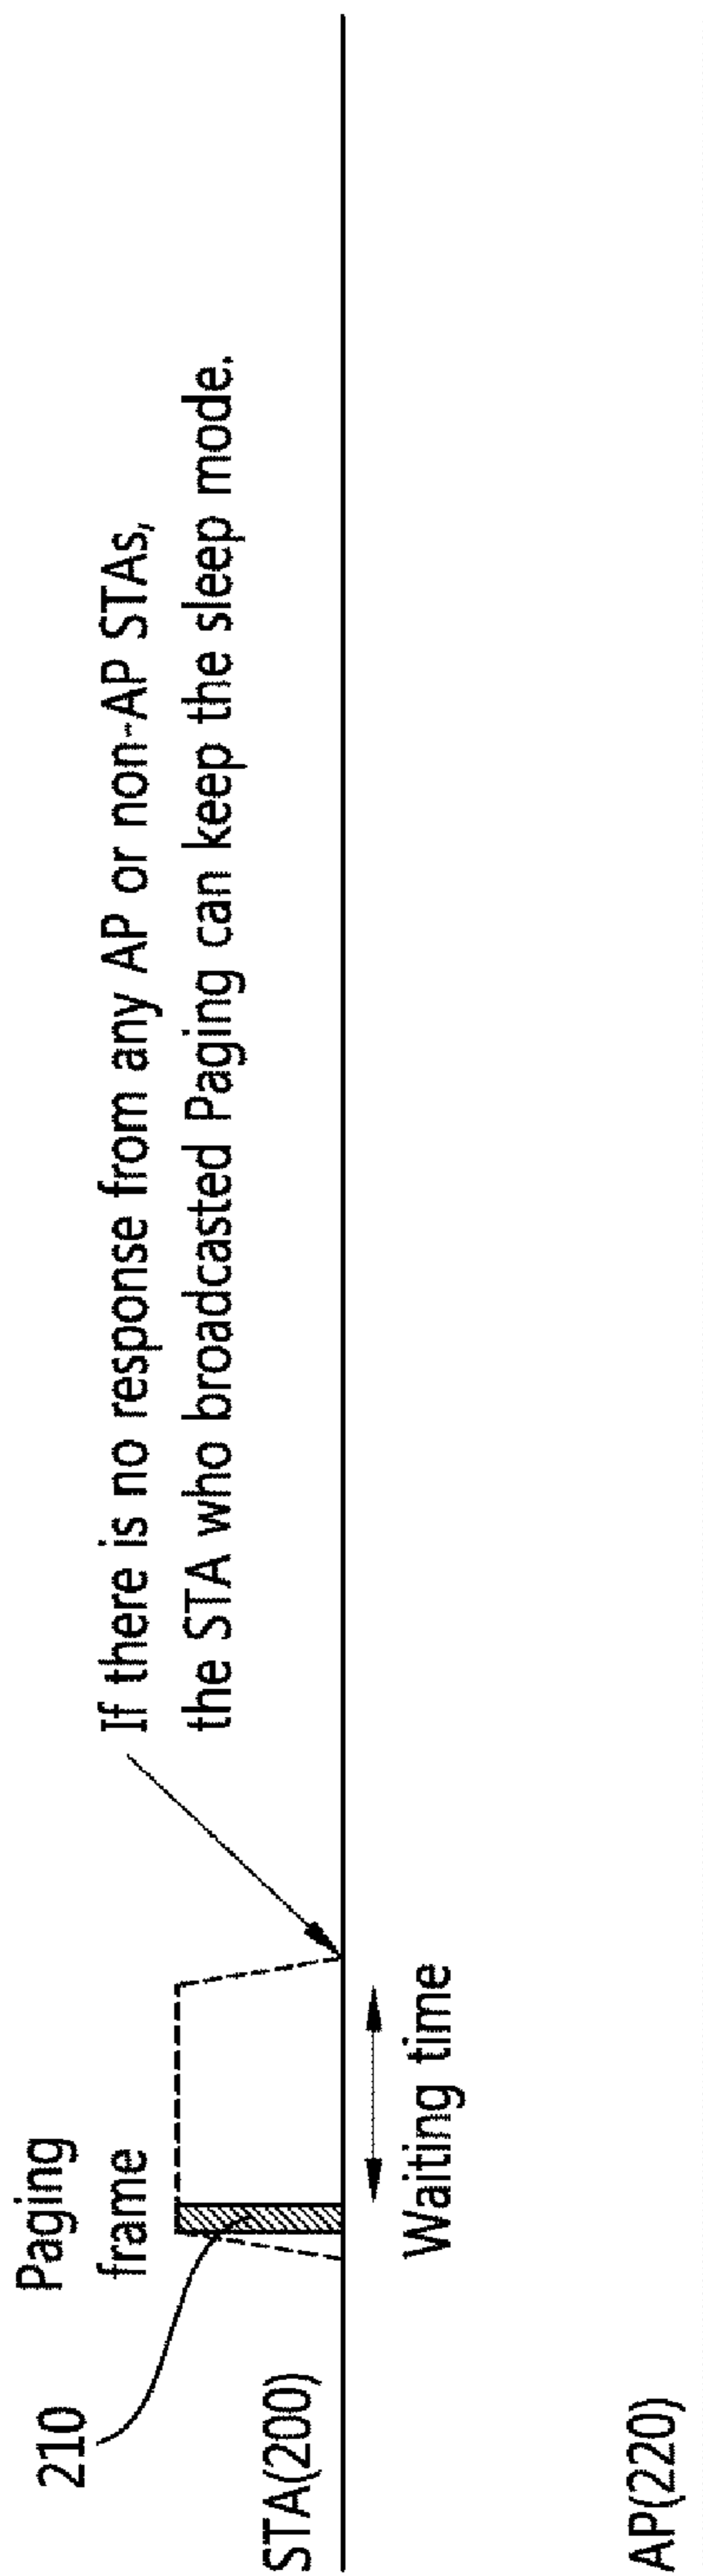 If there is no response from any AP or non-AP STAs,
the STA who broadcasted Paging can keep the sleep mode.
Paging
frame
210
STA(200)
Waiting time
AP(220)